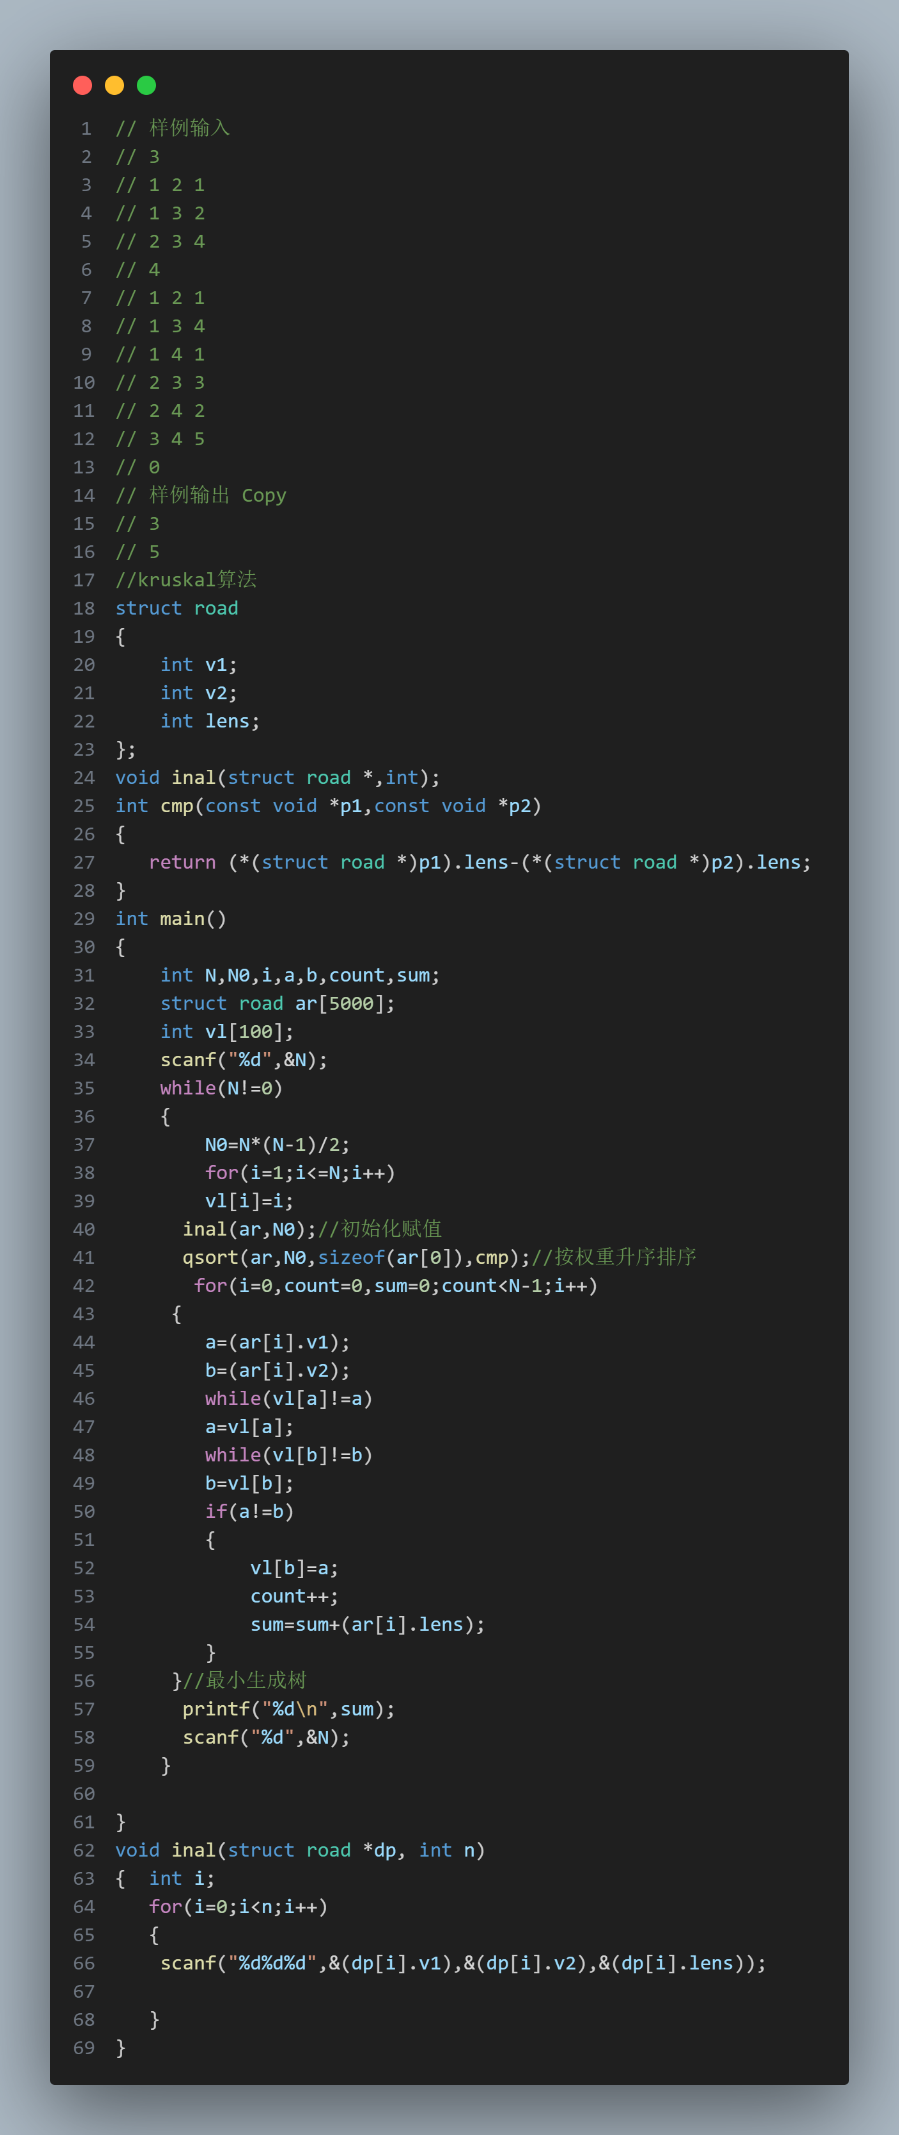 1 // 样例输入
2 // 3
3 // 1 2 1
4 // 1 3 2
5 // 2 3 4
6 // 4
7 // 1 2 1
8 // 1 3 4
9 // 1 4 1
10 // 2 3 3
11 // 2 4 2
12 // 3 4 5
13 // 0
14 // 样例输出 Copy
15 // 3
16 // 5
17 //kruskal算法
18 struct road
19 {
20     int v1;
21     int v2;
22     int lens;
23 };
24 void inal(struct road *,int);
25 int cmp(const void *p1,const void *p2)
26 {
27    return (*(struct road *)p1).lens-(*(struct road *)p2).lens;
28 }
29 int main()
30 {
31     int N,N0,i,a,b,count,sum;
32     struct road ar[5000];
33     int vl[100];
34     scanf("%d",&N);
35     while(N!=0)
36     {
37         N0=N*(N-1)/2;
38         for(i=1;i<=N;i++)
39         vl[i]=i;
40       inal(ar,N0);//初始化赋值
41       qsort(ar,N0,sizeof(ar[0]),cmp);//按权重升序排序
42        for(i=0,count=0,sum=0;count<N-1;i++)
43      {
44         a=(ar[i].v1);
45         b=(ar[i].v2);
46         while(vl[a]!=a)
47         a=vl[a];
48         while(vl[b]!=b)
49         b=vl[b];
50         if(a!=b)
51         {
52             vl[b]=a;
53             count++;
54             sum=sum+(ar[i].lens);
55         }
56      }//最小生成树
57       printf("%d\n",sum);
58       scanf("%d",&N);
59     }
60
61 }
62 void inal(struct road *dp, int n)
63 {  int i;
64    for(i=0;i<n;i++)
65    {
66     scanf("%d%d%d",&(dp[i].v1),&(dp[i].v2),&(dp[i].lens));
67
68    }
69 }